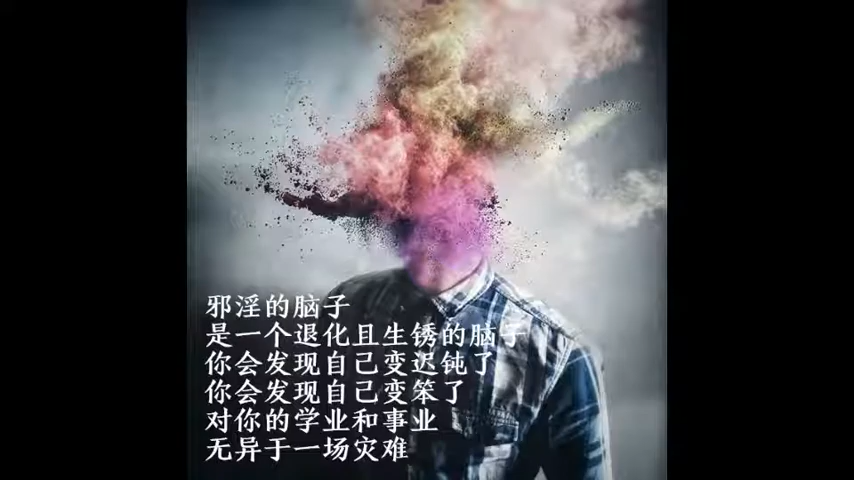 邪淫的脑子
是一个退化且生锈的脑子
你会发现自己变迟钝了
你会发现自己变笨了
对你的学业和事业
无异于一场灾难